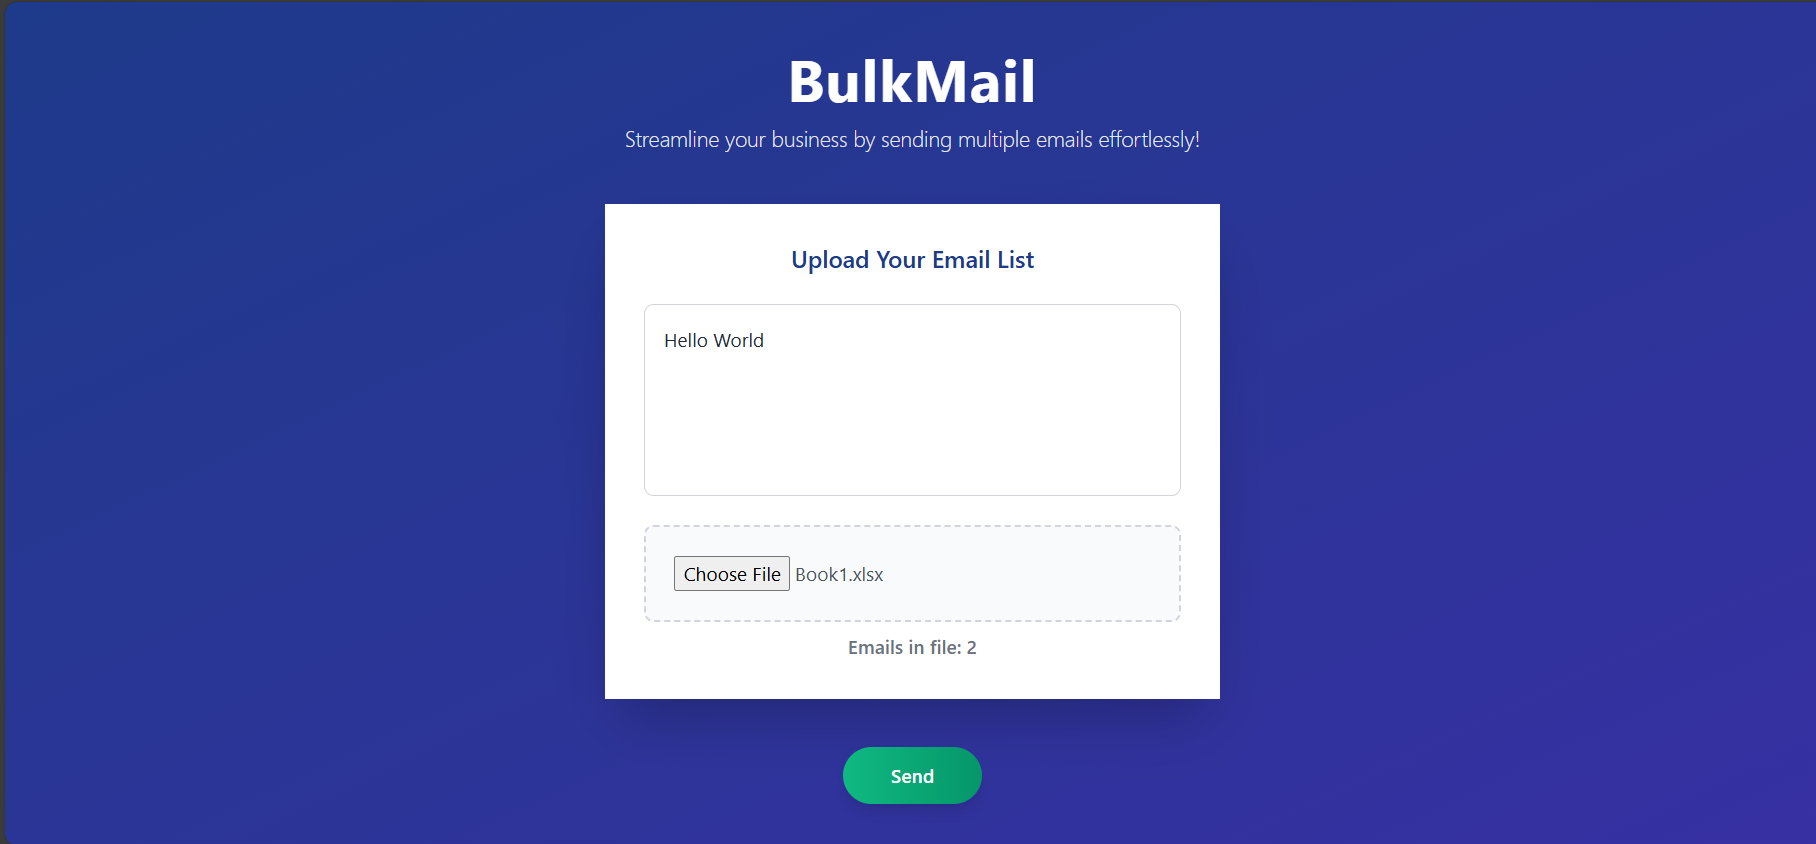 BulkMail
Streamline your business by sending multiple emails effortlessly!
Upload Your Email List
Hello World
Choose File Book1.xlsx
Emails in file: 2
Send